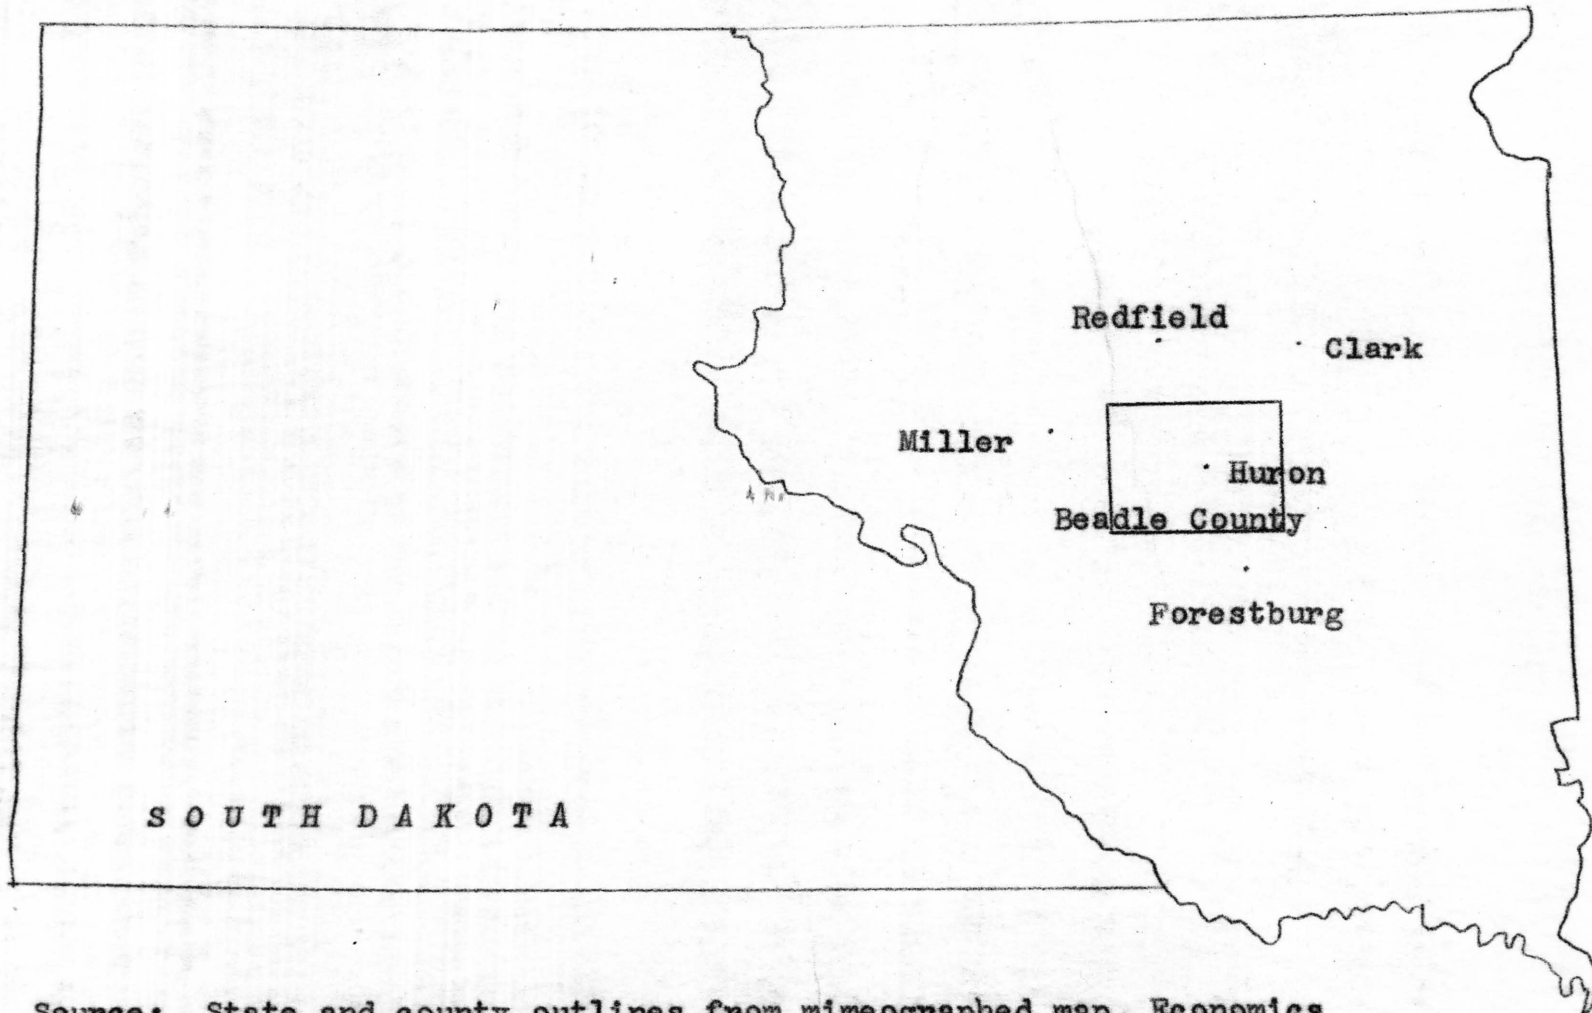 Redfield
Clark
Miller
Huron
Beadle County
Forestburg
SOUTH DAKOTA
Source: State and county outlines from mimeographed map, Economics